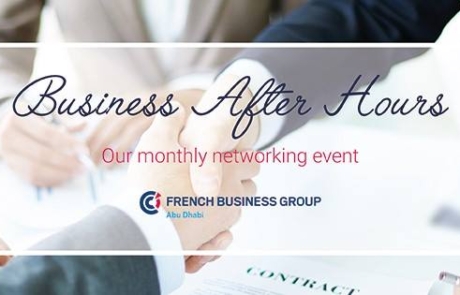 Business After Hours
Our monthly networking event
FRENCH BUSINESS GROUP
Abu Dhabi
CONTRACT